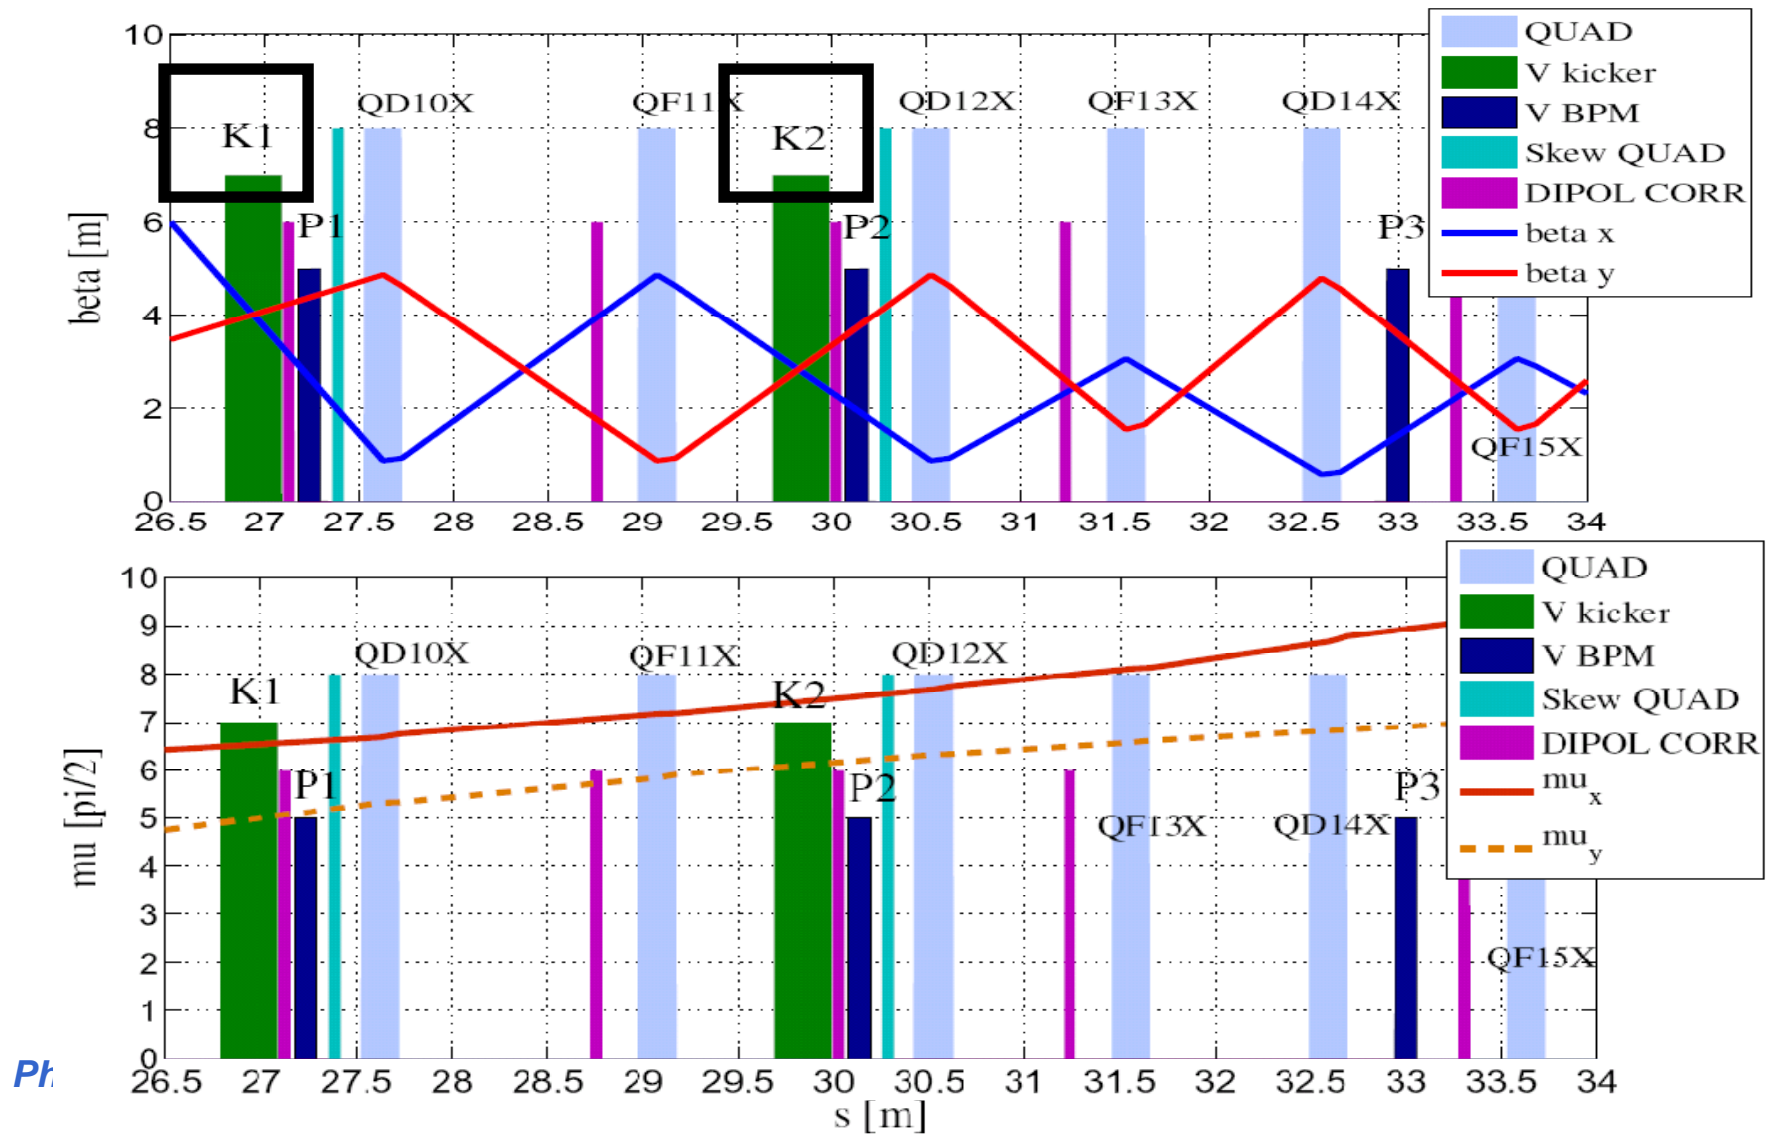 10
8
6
4
2
0
beta [m]
26.5 27 27.5 28 28.5 29 29.5 30 30.5 31 31.5 32 32.5 33 33.5 34
K1
P1
QD10X
QF11X
K2
P2
QD12X
QF13X
QD14X
P3
QF15X
QUAD
V kicker
V BPM
Skew QUAD
DIPOL CORR
beta x
beta y
10
9
8
7
6
5
4
3
2
1
0
mu [pi/2]
26.5 27 27.5 28 28.5 29 29.5 30 30.5 31 31.5 32 32.5 33 33.5 34
s [m]
K1
P1
QD10X
QF11X
K2
P2
QD12X
QF13X
QD14X
P3
QF15X
QUAD
V kicker
V BPM
Skew QUAD
DIPOL CORR
mu x
mu y